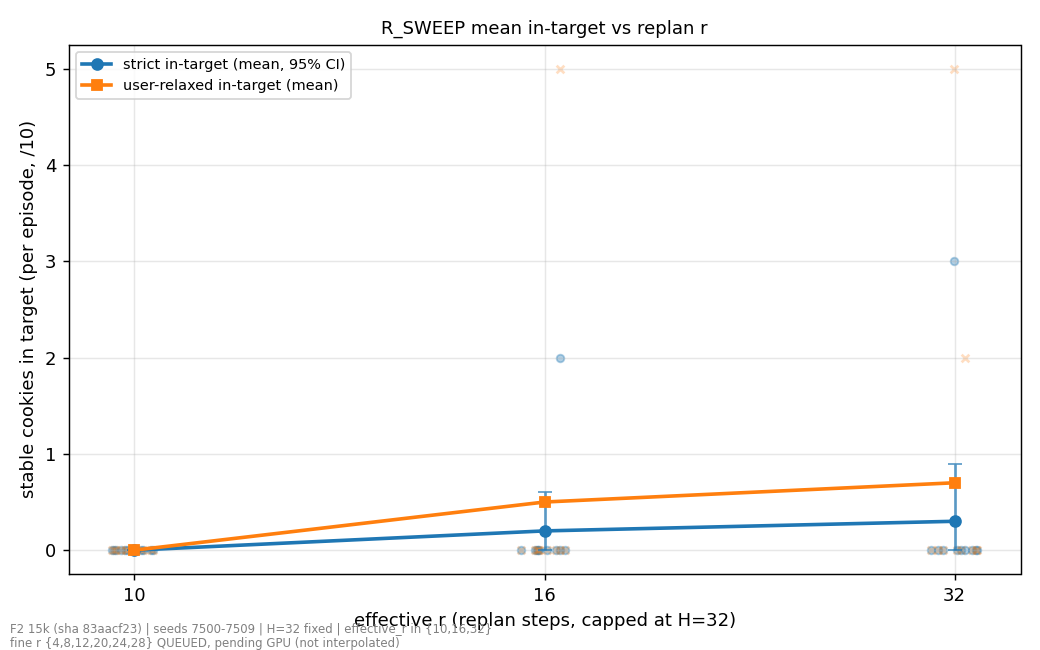 R_SWEEP mean in-target vs replan r
strict in-target (mean, 95% CI)
user-relaxed in-target (mean)
stable cookies in target (per episode, /10)
5
4
3
2
1
0
10
16
32
effective r (replan steps, capped at H=32)
F2 15k (sha 83aacf23) | seeds 7500-7509 | H=32 fixed | effective_r in {10,16,32}
fine r {4,8,12,20,24,28} QUEUED, pending GPU (not interpolated)